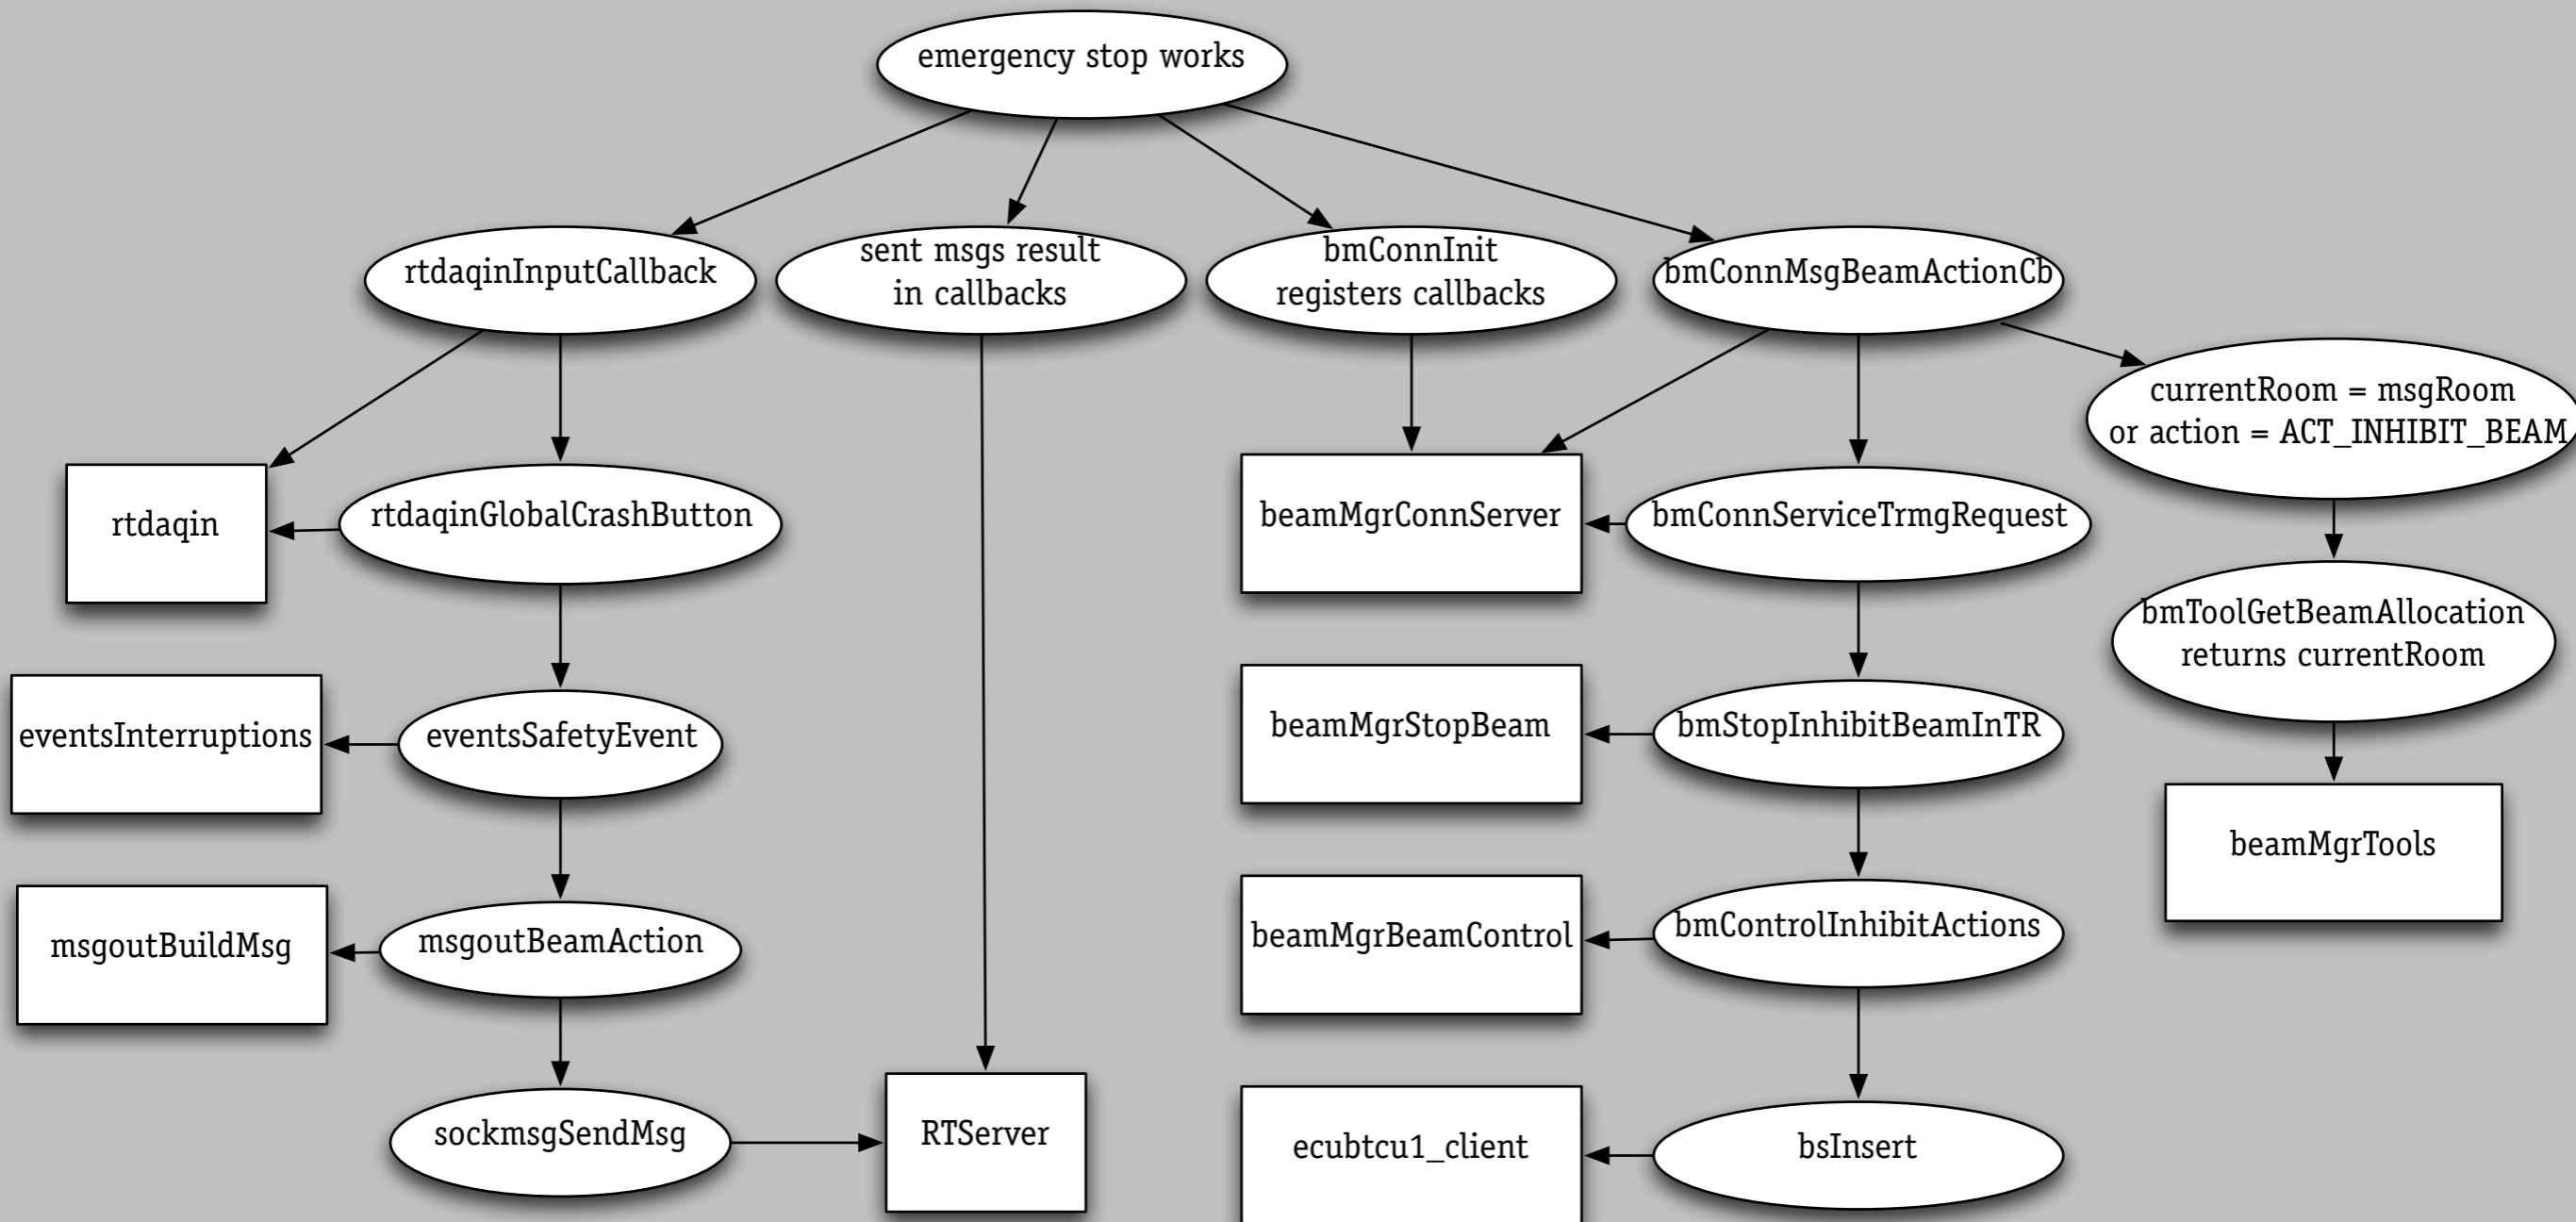 emergency stop works
rtdaqinInputCallback
sent msgs result
in callbacks
bmConnInit
registers callbacks
bmConnMsgBeamActionCb
currentRoom = msgRoom
or action = ACT_INHIBIT_BEAM
rtdaqin
rtdaqinGlobalCrashButton
beamMgrConnServer
bmConnServiceTrmgRequest
bmToolGetBeamAllocation
returns currentRoom
eventsInterruptions
eventsSafetyEvent
beamMgrStopBeam
bmStopInhibitBeamInTR
beamMgrTools
msgoutBuildMsg
msgoutBeamAction
beamMgrBeamControl
bmControlInhibitActions
sockmsgSendMsg
RTServer
ecubtcu1_client
bsInsert